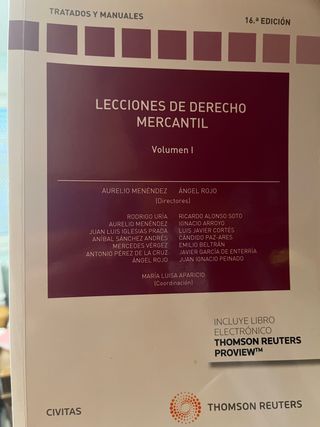 TRATADOS Y MANUALES
16.ª EDICIÓN
LECCIONES DE DERECHO
MERCANTIL
Volumen I
AURELIO MENÉNDEZ ÁNGEL ROJO
(Directores)
RODRIGO URÍA RICARDO ALONSO SOTO
AURELIO MENÉNDEZ IGNACIO ARROYO
JUAN LUIS IGLESIAS PRADA LUIS JAVIER CORTÉS
ANÍBAL SÁNCHEZ ANDRÉS CÁNDIDO PAZ-ARES
MERCEDES VÉRGEZ EMILIO BELTRÁN
ANTONIO PÉREZ DE LA CRUZ JAVIER GARCÍA DE ENTERRÍA
ÁNGEL ROJO JUAN IGNACIO PEINADO
MARÍA LUISA APARICIO
(Coordinación)
INCLUYE LIBRO
ELECTRÓNICO
THOMSON REUTERS
PROVIEW™
CIVITAS
THOMSON REUTERS